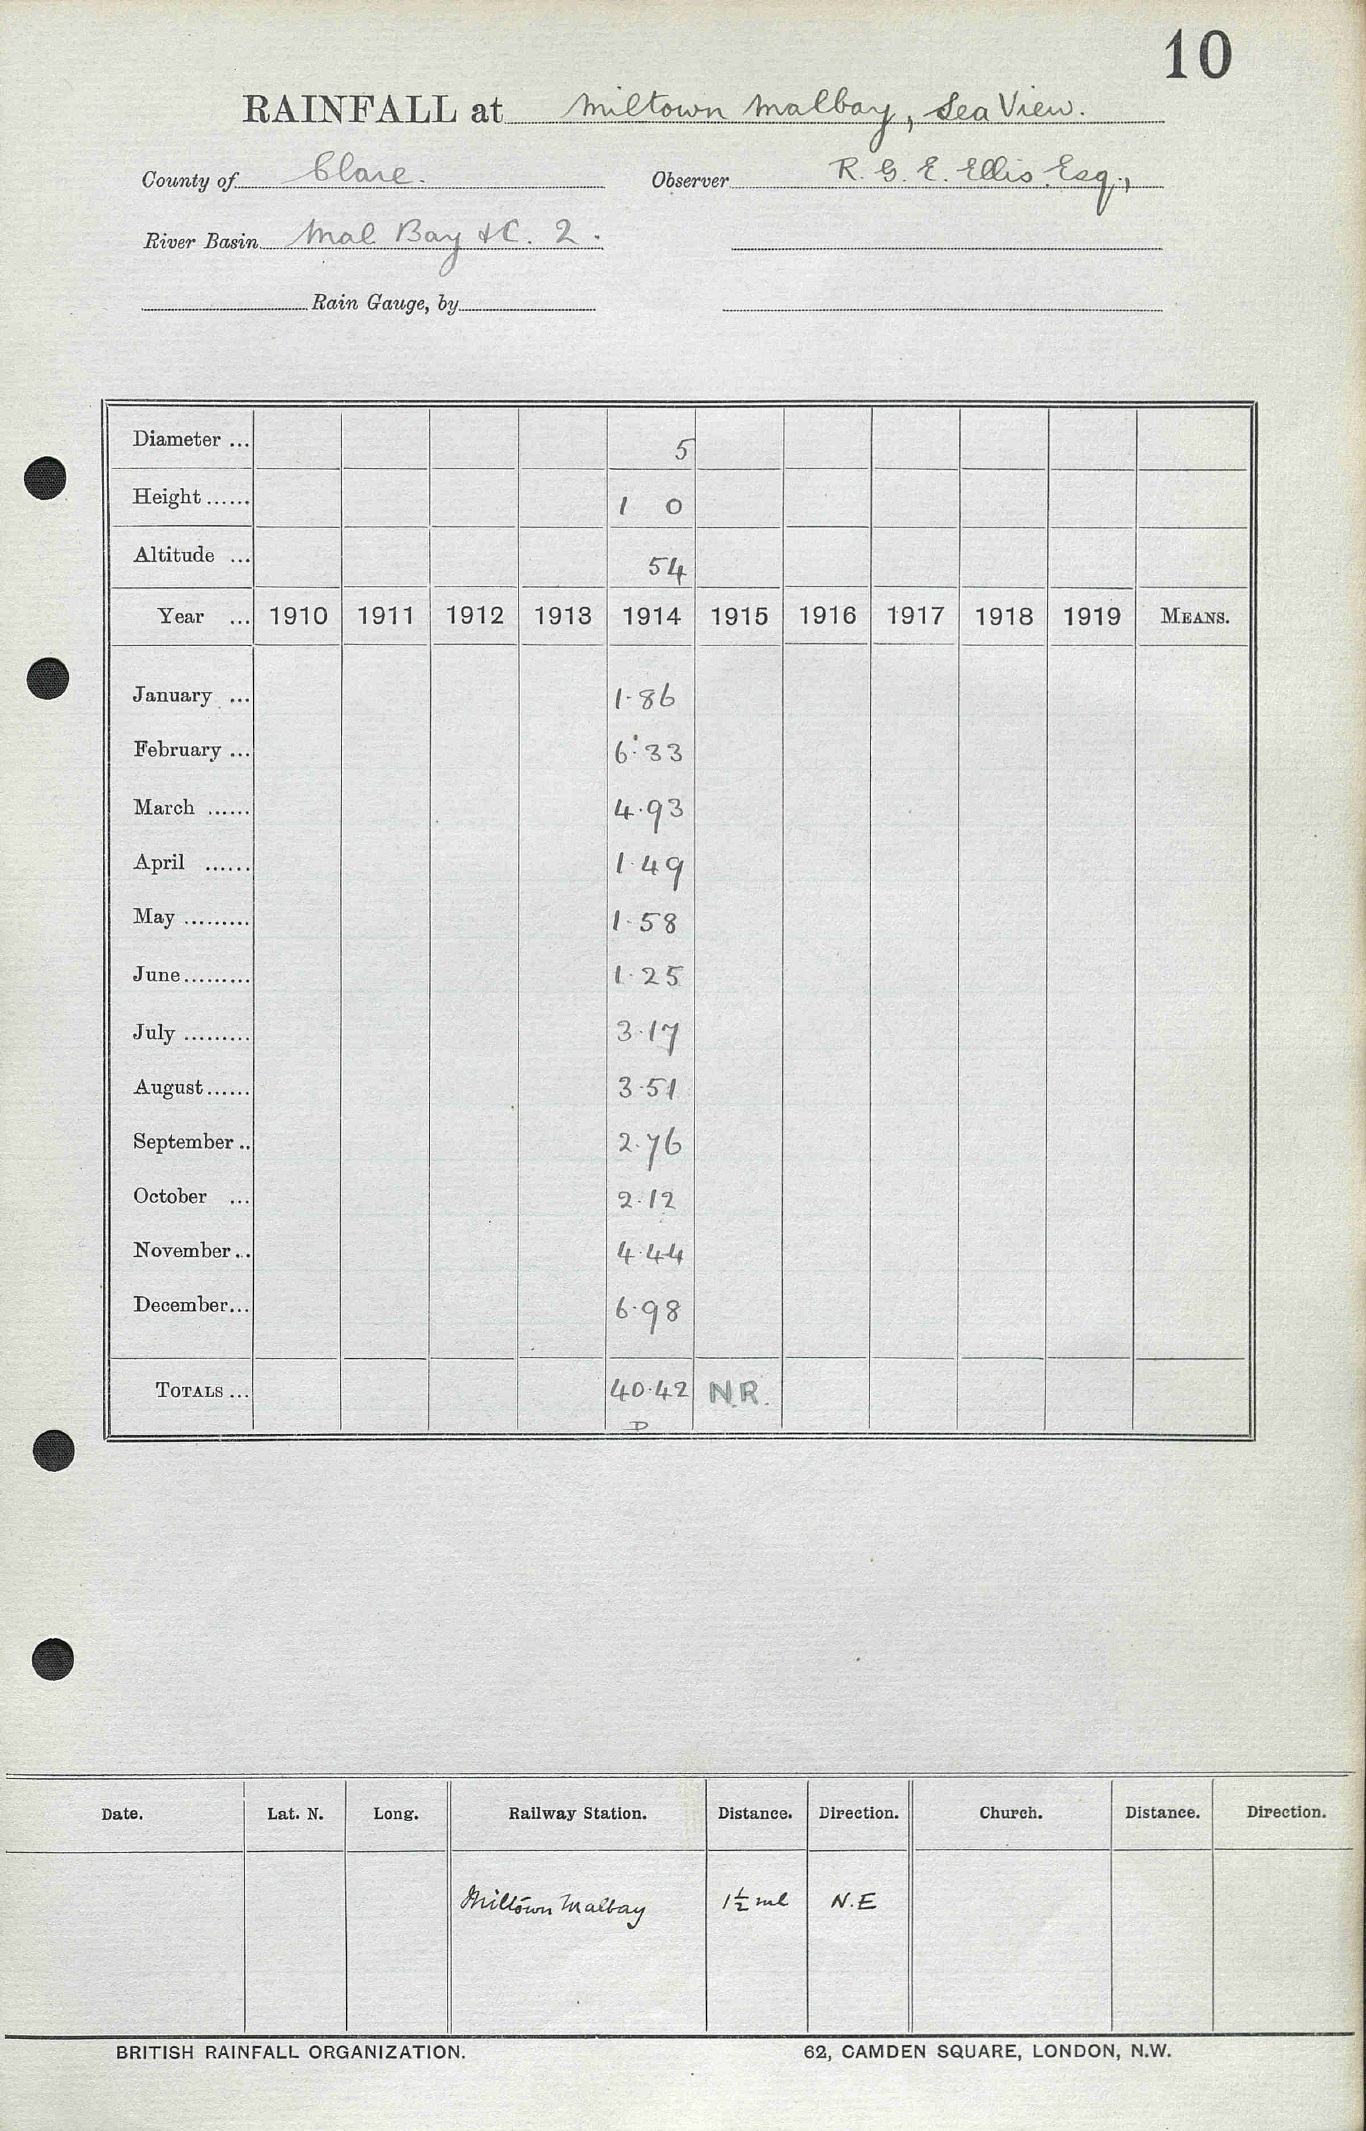 10
RAINFALL at Miltown Malbay, Sea View.
County of Clare. Observer R. G. E. Ellis Esq.,
River Basin Mal Bay &C. 2.
Rain Gauge, by
Diameter ... 5
Height ...... 1 0
Altitude ... 54
Year ... 1910 1911 1912 1913 1914 1915 1916 1917 1918 1919 MEANS.
January ... 1.86
February ... 6.33
March ...... 4.93
April ...... 1.49
May ......... 1.58
June ......... 1.25
July ......... 3.17
August ...... 3.51
September .. 2.76
October ... 2.12
November ... 4.44
December ... 6.98
TOTALS ... 40.42 N.R.
D
Date. Lat. N. Long. Railway Station. Distance. Direction. Church. Distance. Direction.
Miltown Malbay 1½ ml N.E
BRITISH RAINFALL ORGANIZATION. 62, CAMDEN SQUARE, LONDON, N.W.